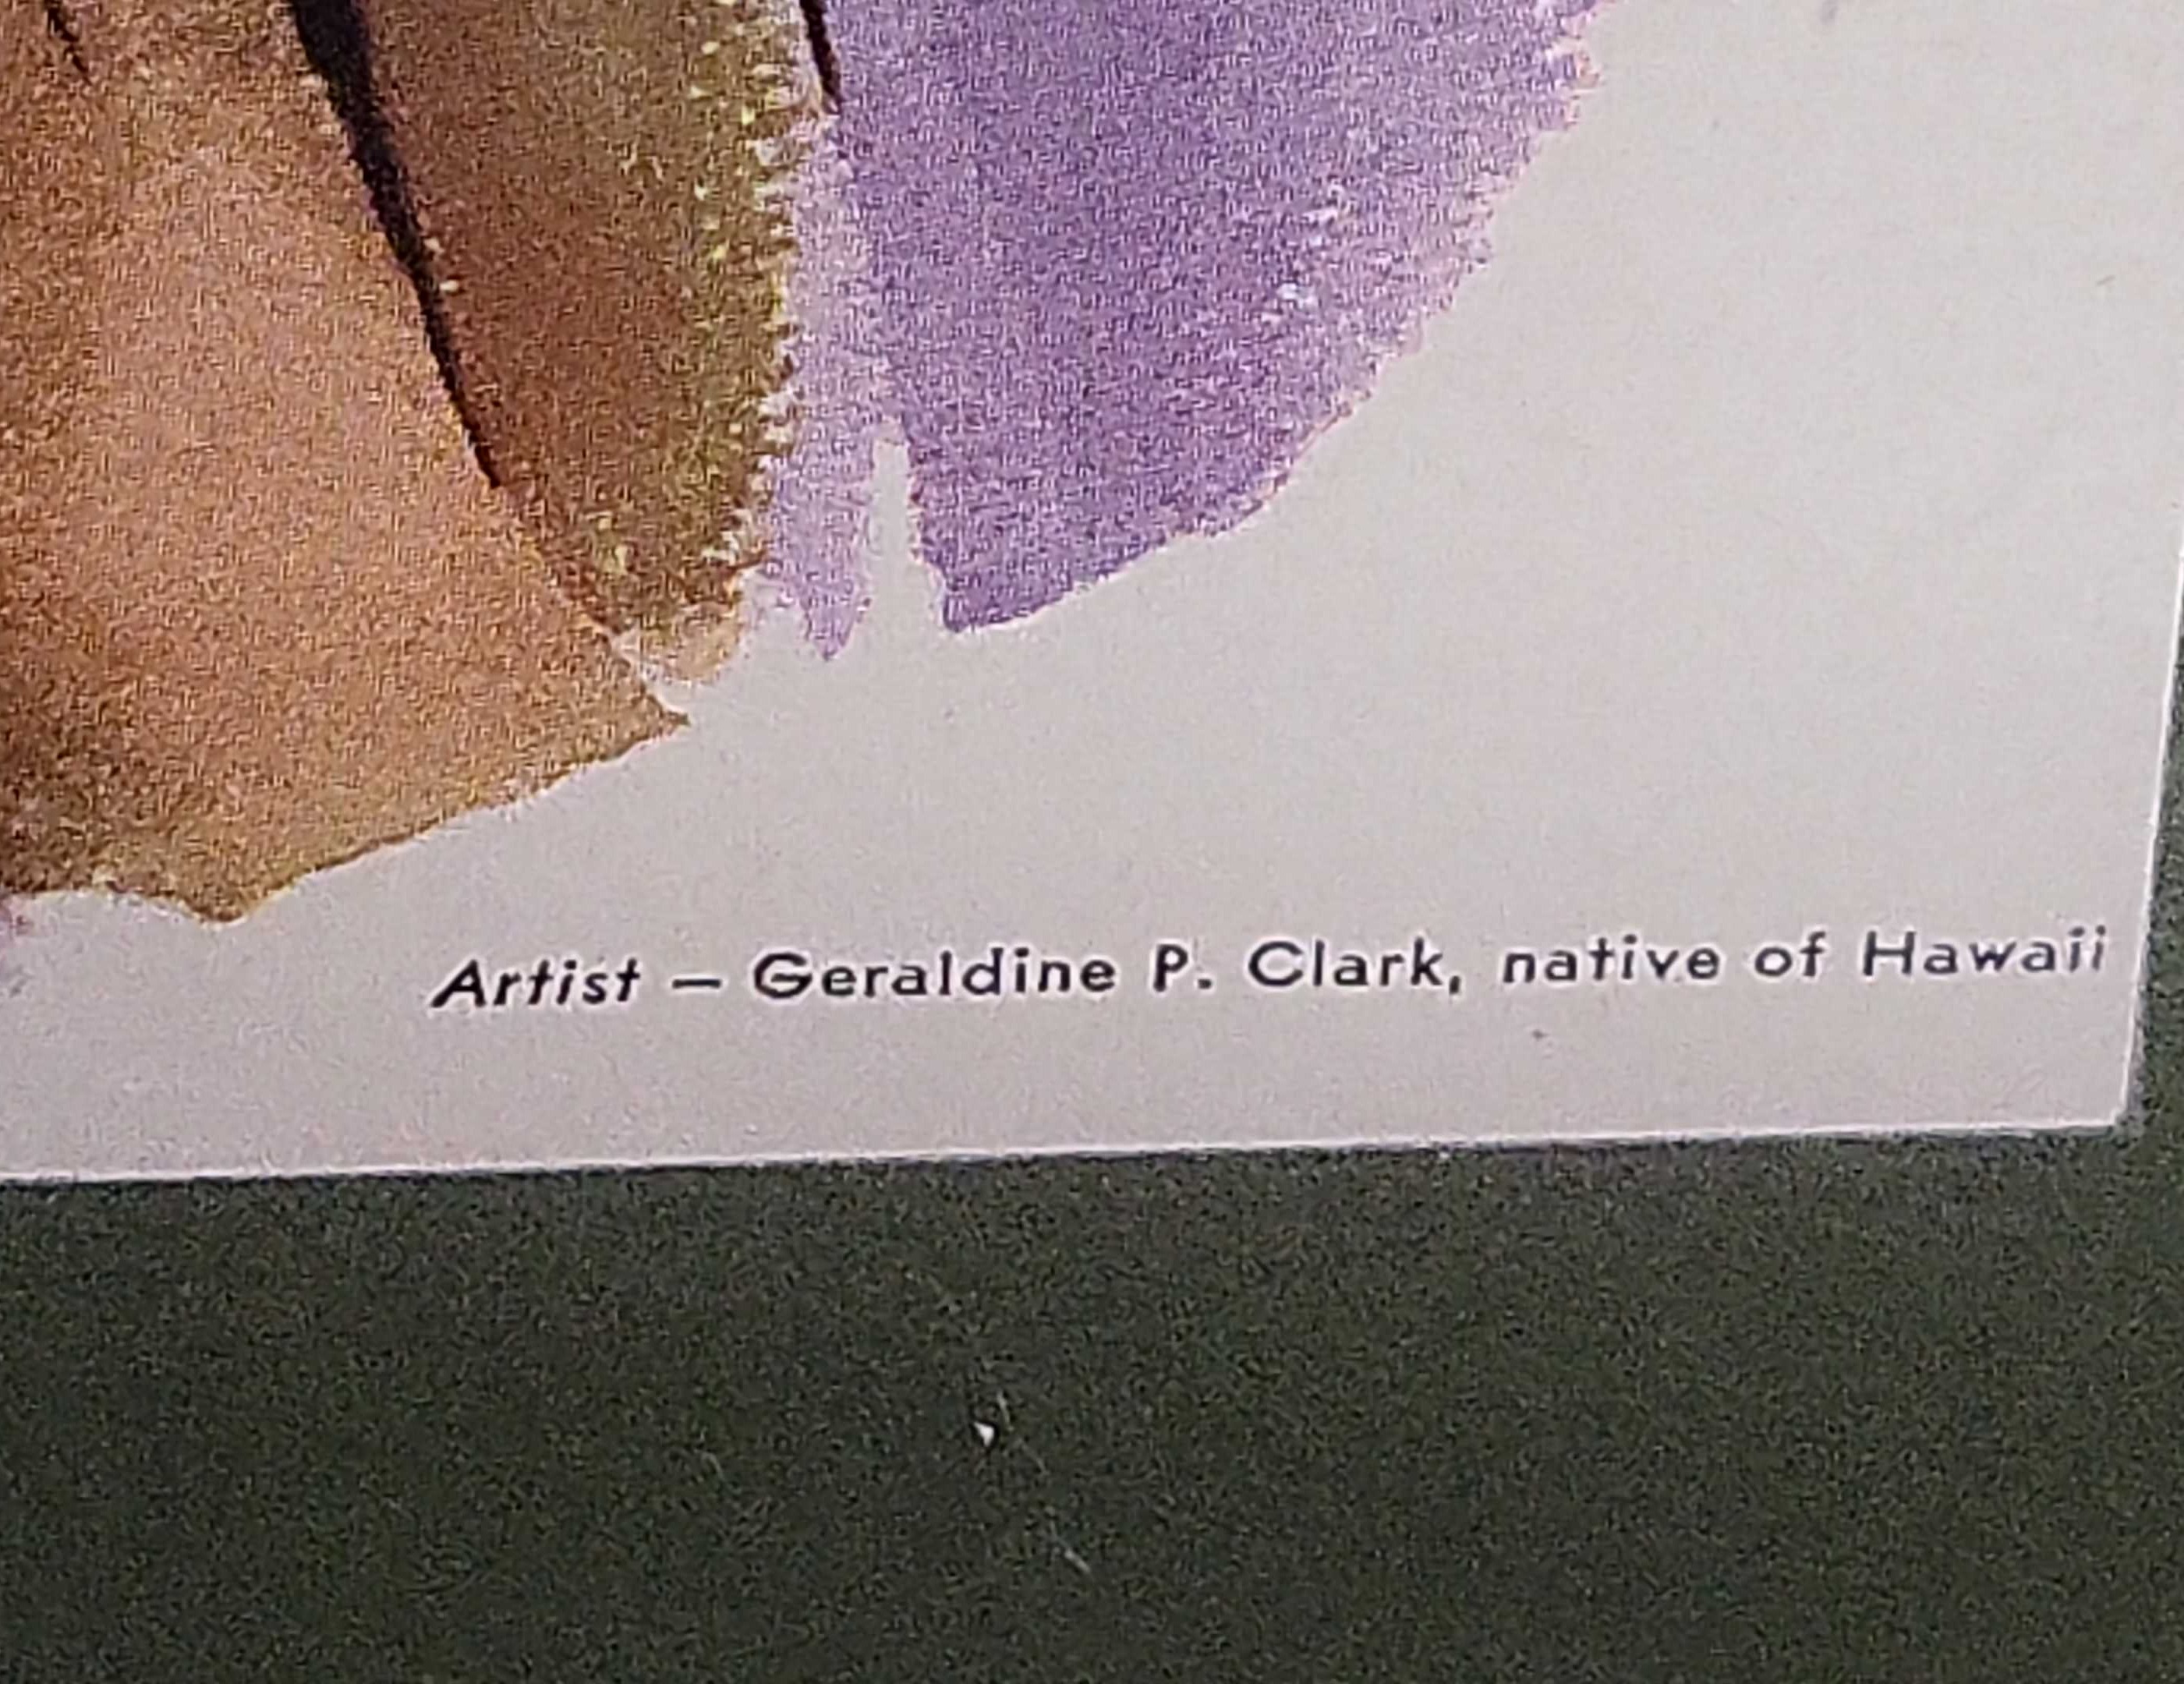 Artist – Geraldine P. Clark, native of Hawaii